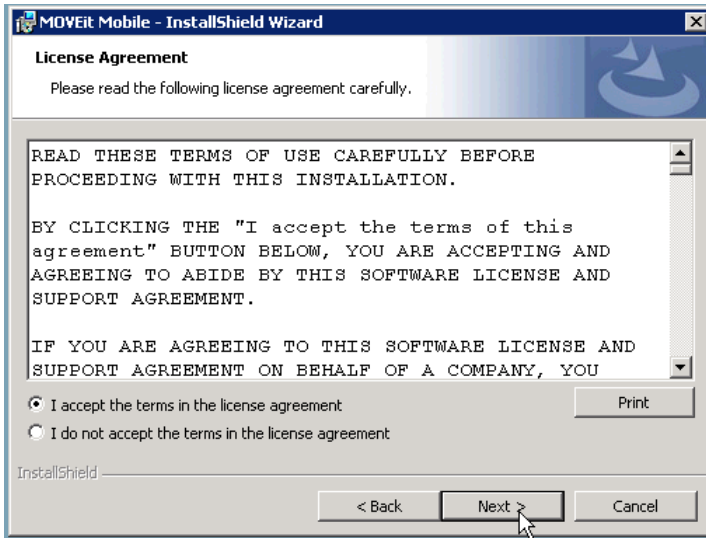 MOVEit Mobile - InstallShield Wizard
License Agreement
Please read the following license agreement carefully.
READ THESE TERMS OF USE CAREFULLY BEFORE
PROCEEDING WITH THIS INSTALLATION.
BY CLICKING THE "I accept the terms of this
agreement" BUTTON BELOW, YOU ARE ACCEPTING AND
AGREEING TO ABIDE BY THIS SOFTWARE LICENSE AND
SUPPORT AGREEMENT.
IF YOU ARE AGREEING TO THIS SOFTWARE LICENSE AND
SUPPORT AGREEMENT ON BEHALF OF A COMPANY, YOU
I accept the terms in the license agreement
Print
I do not accept the terms in the license agreement
InstallShield
< Back Next > Cancel